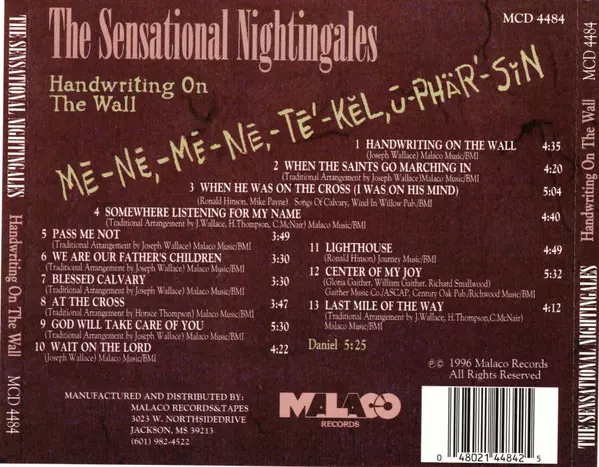 MCD 4484
THE SENSATIONAL NIGHTINGALES Handwriting On The Wall MCD 4484
The Sensational Nightingales
Handwriting On
The Wall
MĒ-NĒ,-MĒ-NĒ,-TĒ'-KĔL,Ū-PHÄR'-SĭN
1 HANDWRITING ON THE WALL 4:35
(Joseph Wallace) Malaco Music/BMI
2 WHEN THE SAINTS GO MARCHING IN 4:20
(Traditional Arrangement by Joseph Wallace)Malaco Music/BMI
3 WHEN HE WAS ON THE CROSS (I WAS ON HIS MIND) 5:04
(Ronald Hinson, Mike Payne) Songs Of Calvary, Wind In Willow Pub./BMI
4 SOMEWHERE LISTENING FOR MY NAME 4:40
(Traditional Arrangement by J.Wallace, H.Thompson, C.McNair) Malaco Music/BMI
5 PASS ME NOT 3:49
(Traditional Arrangement by Joseph Wallace) Malaco Music/BMI
6 WE ARE OUR FATHER'S CHILDREN 3:30
(Traditional Arrangement by Joseph Wallace) Malaco Music/BMI
7 BLESSED CALVARY 3:30
(Traditional Arrangement by Joseph Wallace) Malaco Music/BMI
8 AT THE CROSS 3:47
(Traditional Arrangement by Horace Thompson) Malaco Music/BMI
9 GOD WILL TAKE CARE OF YOU 5:30
(Traditional Arrangement by Joseph Wallace) Malaco Music/BMI
10 WAIT ON THE LORD 4:22
(Joseph Wallace) Malaco Music/BMI
11 LIGHTHOUSE 4:49
(Ronald Hinson) Journey Music/BMI
12 CENTER OF MY JOY 5:32
(Gloria Gaither, William Gaither, Richard Smallwood)
Gaither Music Co./ASCAP, Century Oak Pub/Richwood Music/BMI
13 LAST MILE OF THE WAY 4:12
(Traditional Arrangement by J.Wallace, H.Thompson,C.McNair)
Malaco Music/BMI
Daniel 5:25
MANUFACTURED AND DISTRIBUTED BY:
MALACO RECORDS&TAPES
3023 W. NORTHSIDEDRIVE
JACKSON, MS 39213
(601) 982-4522
MALACO
RECORDS
℗© 1996 Malaco Records
All Rights Reserved
0 48021 44842 5
THE SENSATIONAL NIGHTINGALES Handwriting On The Wall MCD 4484